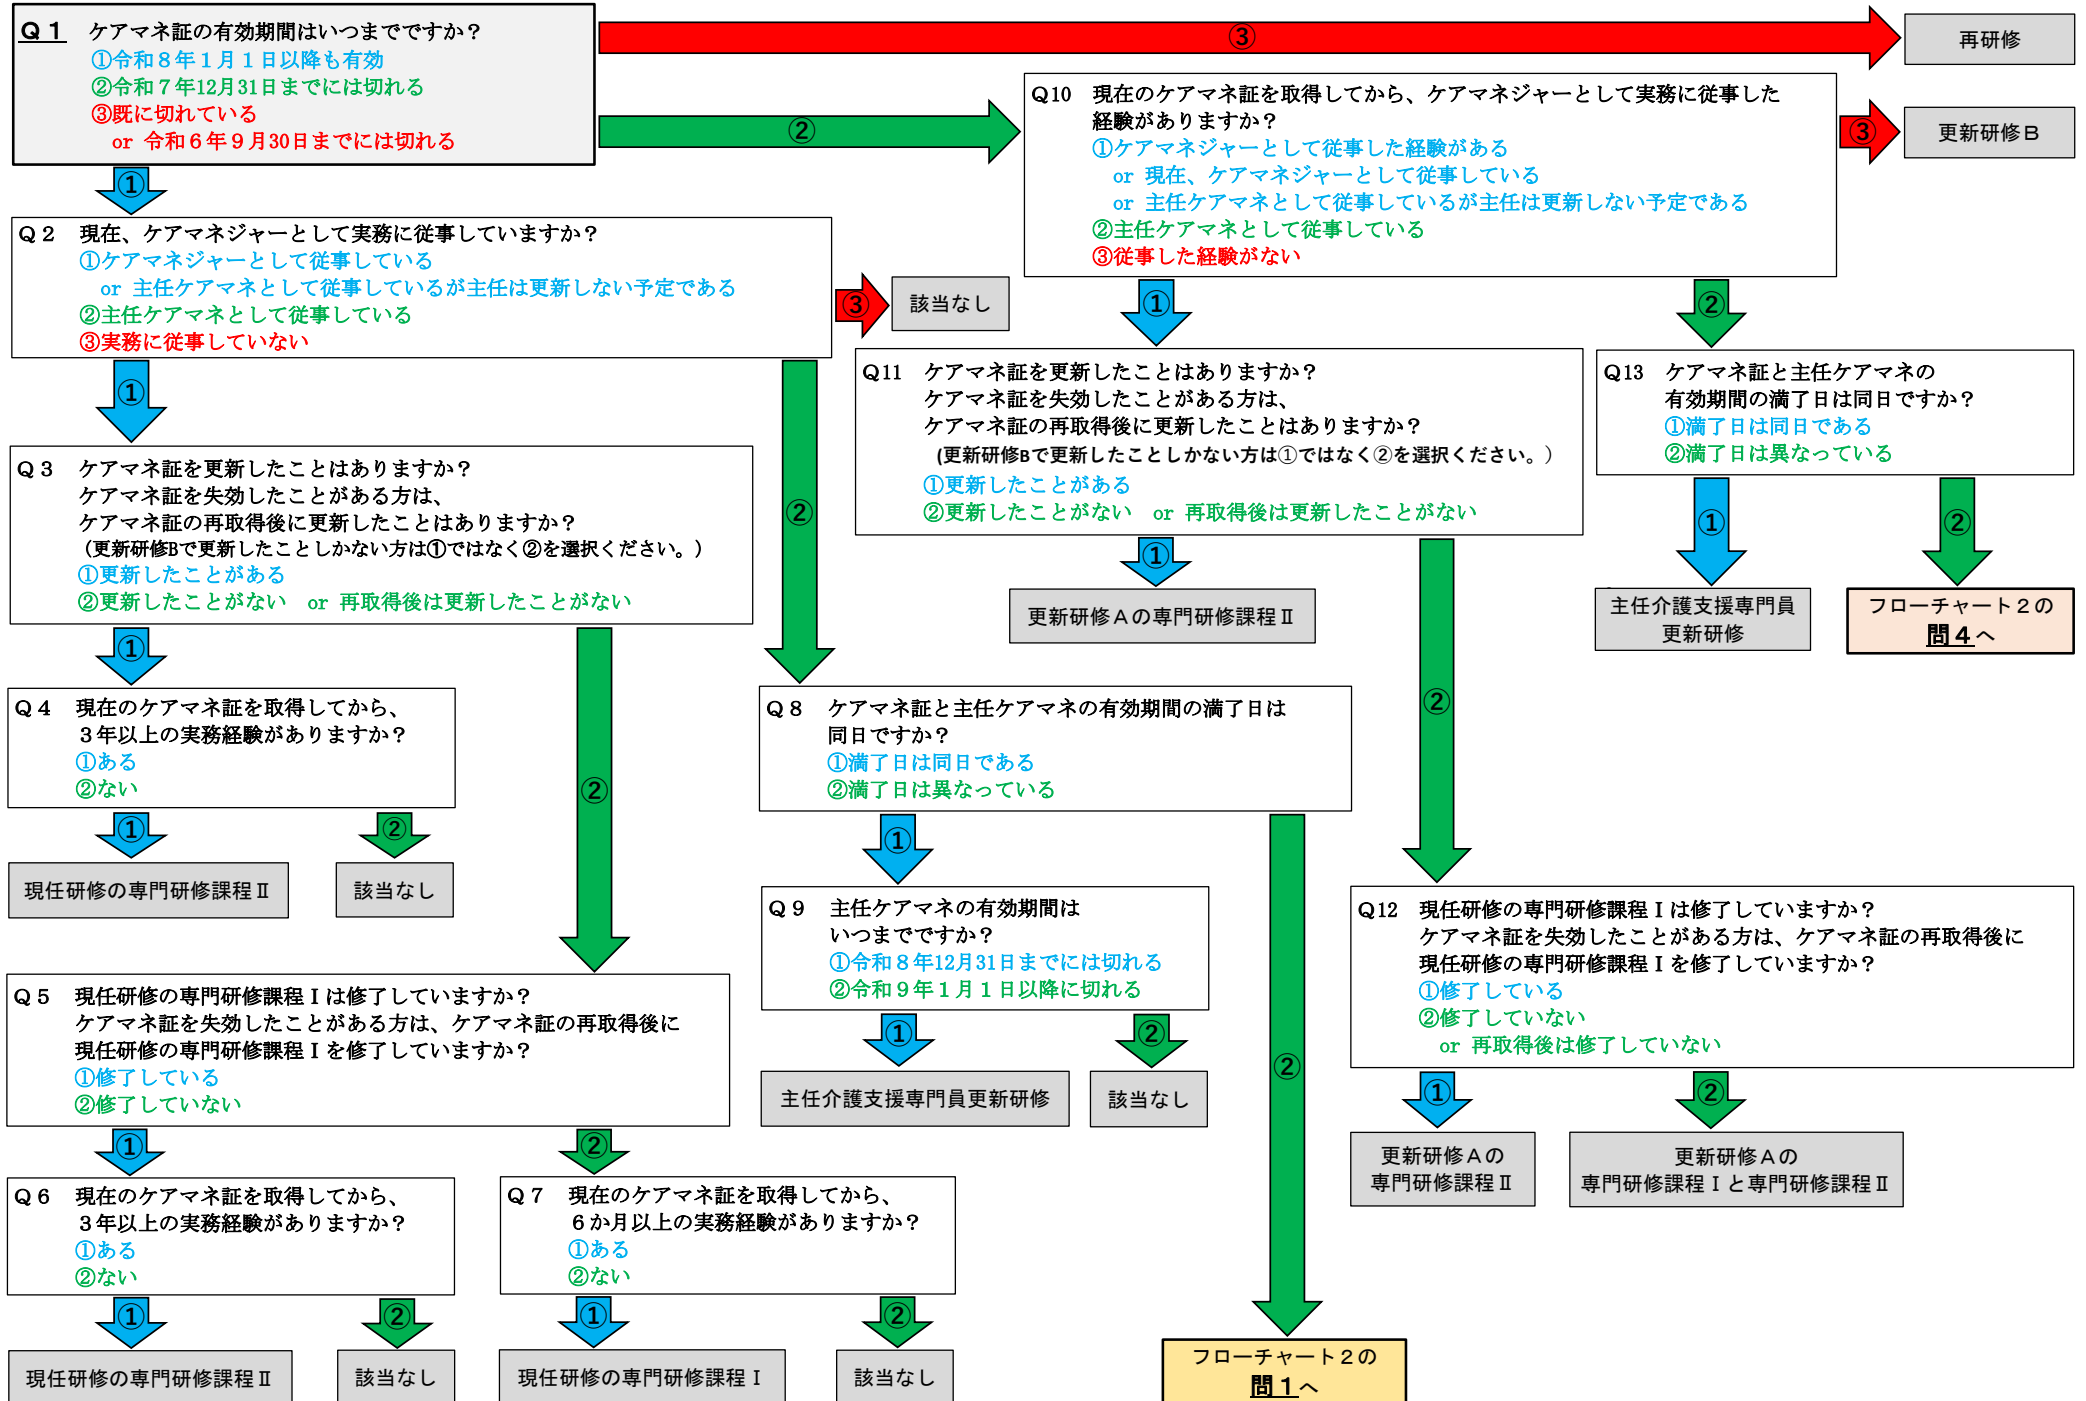 Ｑ１　ケアマネ証の有効期間はいつまでですか？
①令和８年１月１日以降も有効
②令和７年12月31日までには切れる
③既に切れている
or 令和６年９月30日までには切れる
③
再研修
②
①
Ｑ10　現在のケアマネ証を取得してから、ケアマネジャーとして実務に従事した
経験がありますか？
①ケアマネジャーとして従事した経験がある
or 現在、ケアマネジャーとして従事している
or 主任ケアマネとして従事しているが主任は更新しない予定である
②主任ケアマネとして従事している
③従事した経験がない
③
更新研修Ｂ
①
②
Ｑ２　現在、ケアマネジャーとして実務に従事していますか？
①ケアマネジャーとして従事している
or 主任ケアマネとして従事しているが主任は更新しない予定である
②主任ケアマネとして従事している
③実務に従事していない
③
該当なし
①
②
Ｑ11　ケアマネ証を更新したことはありますか？
ケアマネ証を失効したことがある方は、
ケアマネ証の再取得後に更新したことはありますか？
(更新研修Bで更新したことしかない方は①ではなく②を選択ください。）
①更新したことがある
②更新したことがない　or 再取得後は更新したことがない
①
②
更新研修Ａの専門研修課程Ⅱ
Ｑ13　ケアマネ証と主任ケアマネの
有効期間の満了日は同日ですか？
①満了日は同日である
②満了日は異なっている
①
②
主任介護支援専門員
更新研修
フローチャート２の
問４へ
Ｑ３　ケアマネ証を更新したことはありますか？
ケアマネ証を失効したことがある方は、
ケアマネ証の再取得後に更新したことはありますか？
（更新研修Bで更新したことしかない方は①ではなく②を選択ください。）
①更新したことがある
②更新したことがない　or 再取得後は更新したことがない
①
②
Ｑ４　現在のケアマネ証を取得してから、
３年以上の実務経験がありますか？
①ある
②ない
①
②
現任研修の専門研修課程Ⅱ
該当なし
Ｑ８　ケアマネ証と主任ケアマネの有効期間の満了日は
同日ですか？
①満了日は同日である
②満了日は異なっている
①
②
Ｑ９　主任ケアマネの有効期間は
いつまでですか？
①令和８年12月31日までには切れる
②令和９年１月１日以降に切れる
①
②
主任介護支援専門員更新研修
該当なし
Ｑ12　現任研修の専門研修課程Ⅰは修了していますか？
ケアマネ証を失効したことがある方は、ケアマネ証の再取得後に
現任研修の専門研修課程Ⅰを修了していますか？
①修了している
②修了していない
or 再取得後は修了していない
①
②
更新研修Ａの
専門研修課程Ⅱ
更新研修Ａの
専門研修課程Ⅰと専門研修課程Ⅱ
Ｑ５　現任研修の専門研修課程Ⅰは修了していますか？
ケアマネ証を失効したことがある方は、ケアマネ証の再取得後に
現任研修の専門研修課程Ⅰを修了していますか？
①修了している
②修了していない
①
②
Ｑ６　現在のケアマネ証を取得してから、
３年以上の実務経験がありますか？
①ある
②ない
①
②
現任研修の専門研修課程Ⅱ
該当なし
Ｑ７　現在のケアマネ証を取得してから、
６か月以上の実務経験がありますか？
①ある
②ない
①
②
現任研修の専門研修課程Ⅰ
該当なし
フローチャート２の
問１へ